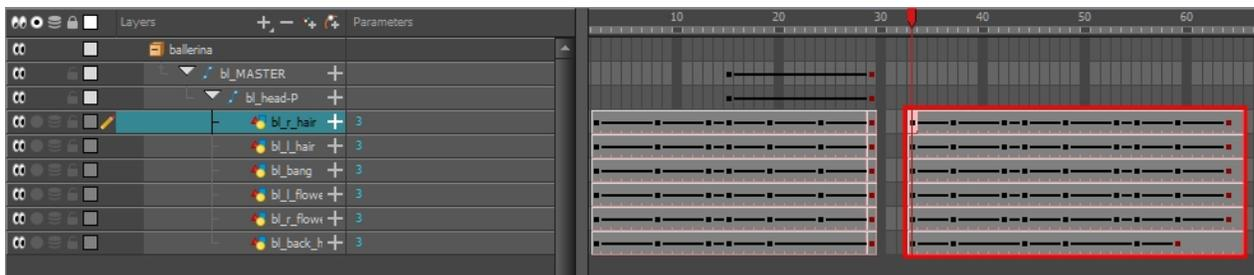 Layers Parameters 10 20 30 40 50 60
ballerina
bl_MASTER
bl_head-P
bl_r_hair 3
bl_l_hair 3
bl_bang 3
bl_l_flowe 3
bl_r_flowe 3
bl_back_h 3